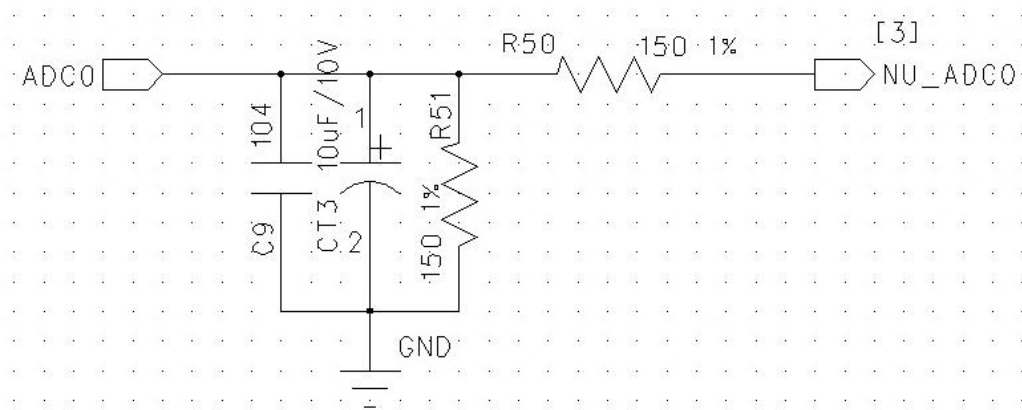 [3]
R50
150 1%
ADC0
NU_ADC0
104
10uF/10V
1
+
R51
C9
CT3
2
150 1%
GND